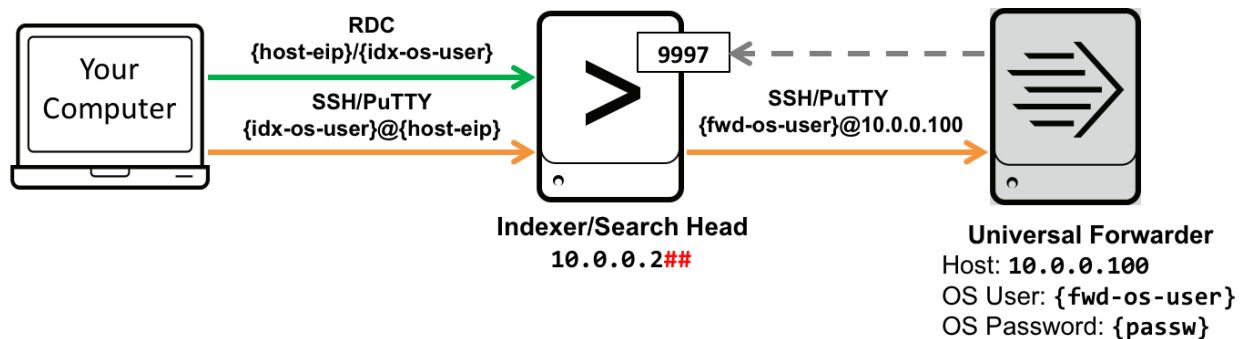 Your
Computer
RDC
{host-eip}/{idx-os-user}
SSH/PuTTY
{idx-os-user}@{host-eip}
>
9997
SSH/PuTTY
{fwd-os-user}@10.0.0.100
Indexer/Search Head
10.0.0.2##
Universal Forwarder
Host: 10.0.0.100
OS User: {fwd-os-user}
OS Password: {passw}